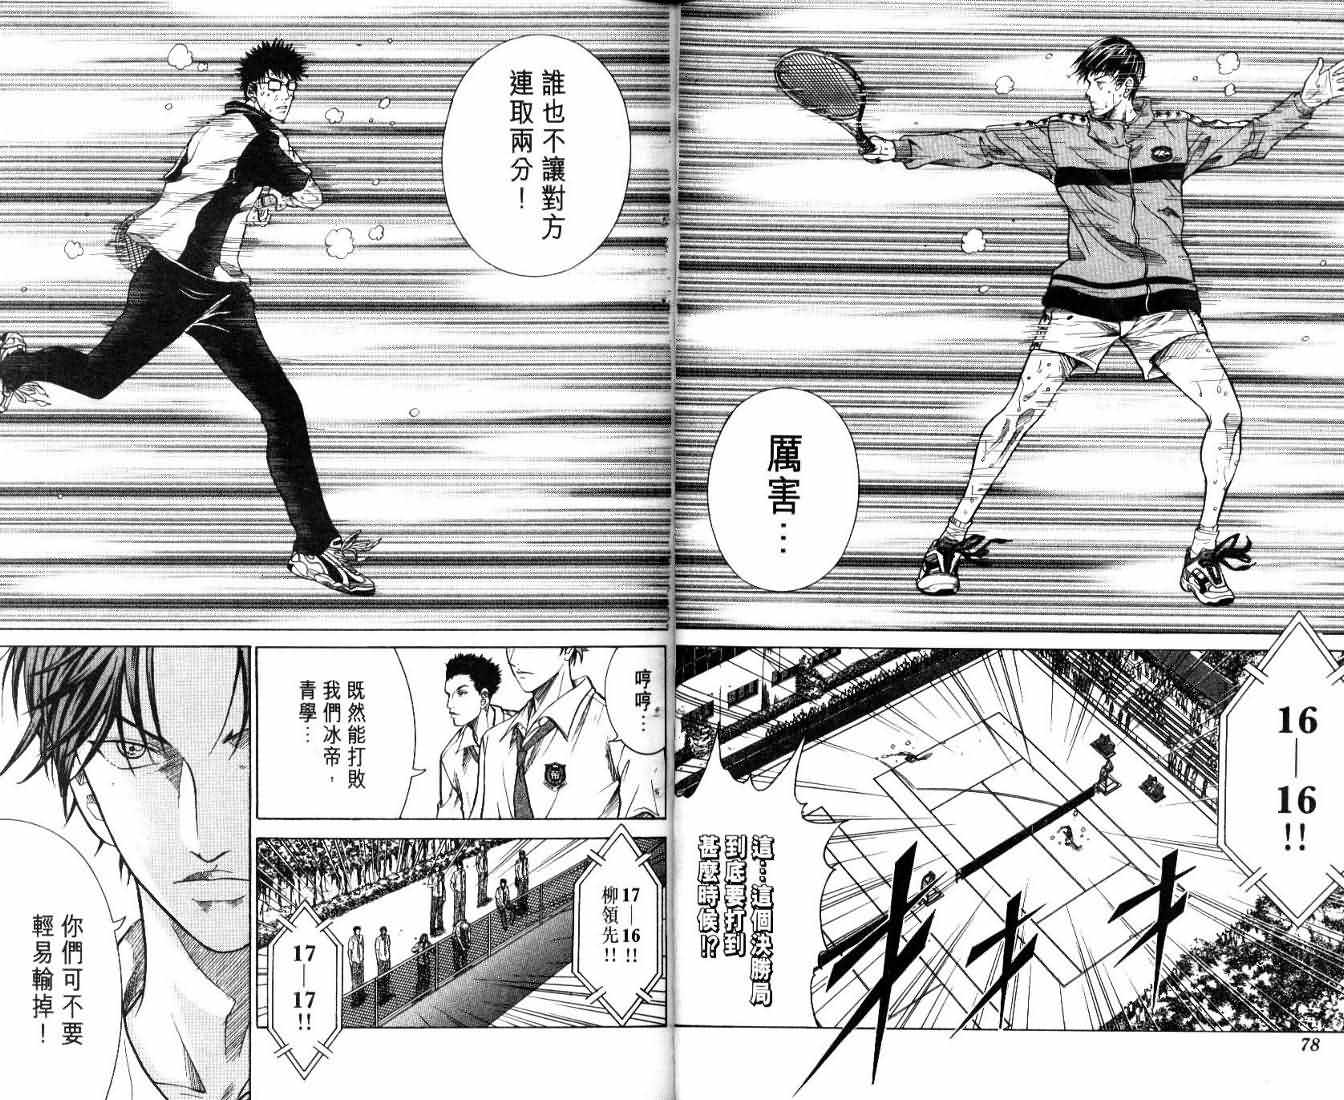 厲害…
誰也不讓對方
連取兩分！
16—16!!
這…這個決勝局
到底要打到
甚麼時候!?
78
哼哼…
既然能打敗
我們冰帝，
青學…
17—16!!
柳領先!!
17—17!!
你們可不要
輕易輸掉！